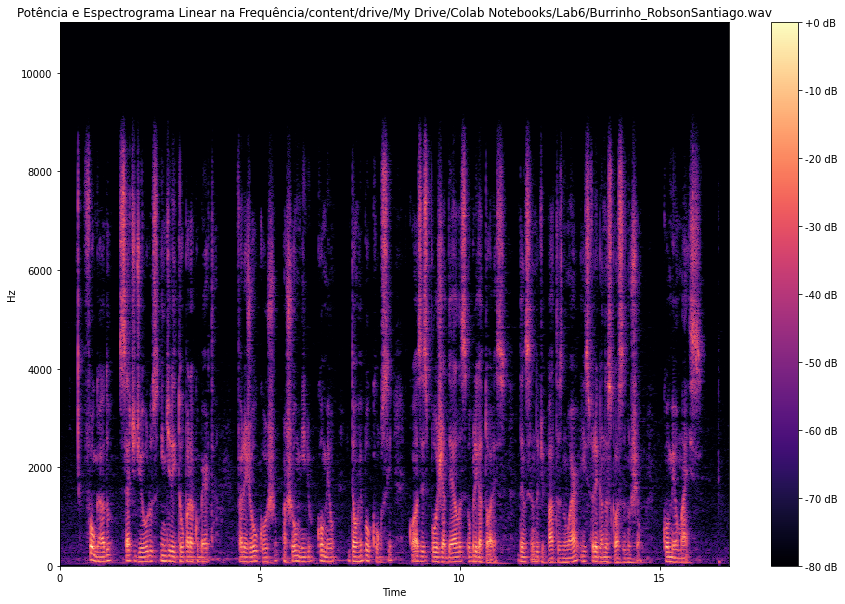 Potência e Espectrograma Linear na Frequência/content/drive/My Drive/Colab Notebooks/Lab6/Burrinho_RobsonSantiago.wav
10000
8000
6000
4000
2000
0
Hz
0
5
10
15
Time
+0 dB
-10 dB
-20 dB
-30 dB
-40 dB
-50 dB
-60 dB
-70 dB
-80 dB